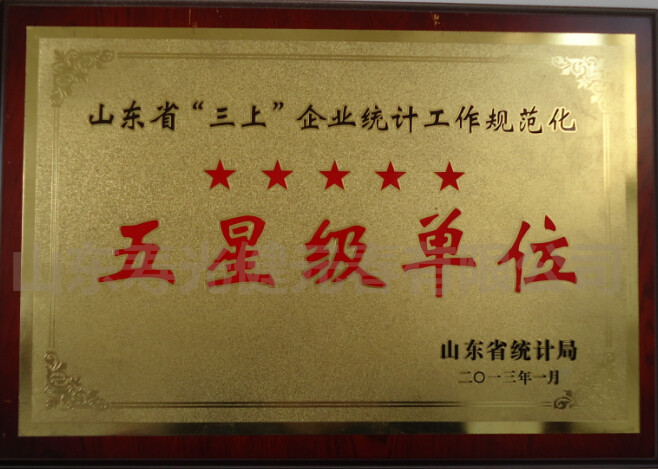 山东省“三上”企业统计工作规范化
★★★★★
五星级单位
山东省统计局
二〇一三年一月